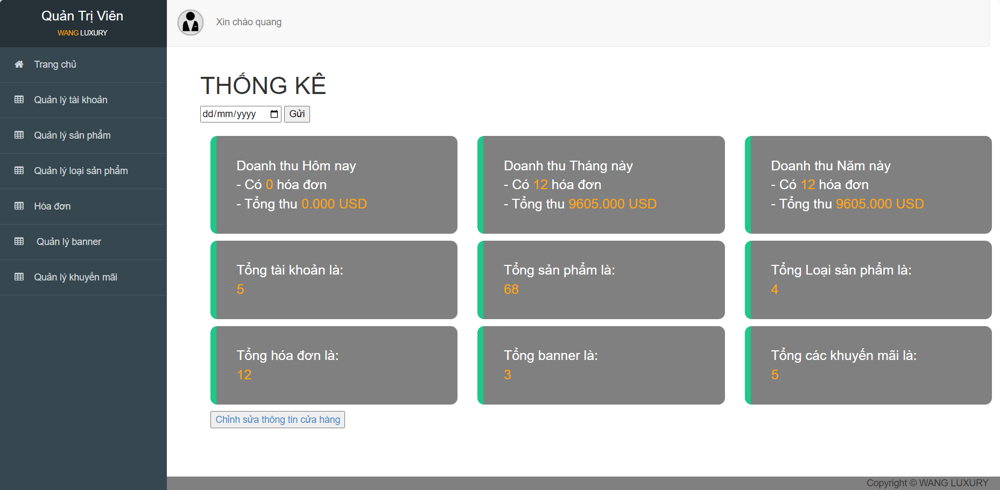 Quản Trị Viên
WANG LUXURY
Trang chủ
Quản lý tài khoản
Quản lý sản phẩm
Quản lý loại sản phẩm
Hóa đơn
Quản lý banner
Quản lý khuyến mãi
Xin chào quang
THỐNG KÊ
dd/mm/yyyy Gửi
Doanh thu Hôm nay
- Có 0 hóa đơn
- Tổng thu 0.000 USD
Doanh thu Tháng này
- Có 12 hóa đơn
- Tổng thu 9605.000 USD
Doanh thu Năm này
- Có 12 hóa đơn
- Tổng thu 9605.000 USD
Tổng tài khoản là:
5
Tổng sản phẩm là:
68
Tổng Loại sản phẩm là:
4
Tổng hóa đơn là:
12
Tổng banner là:
3
Tổng các khuyến mãi là:
5
Chỉnh sửa thông tin cửa hàng
Copyright © WANG LUXURY